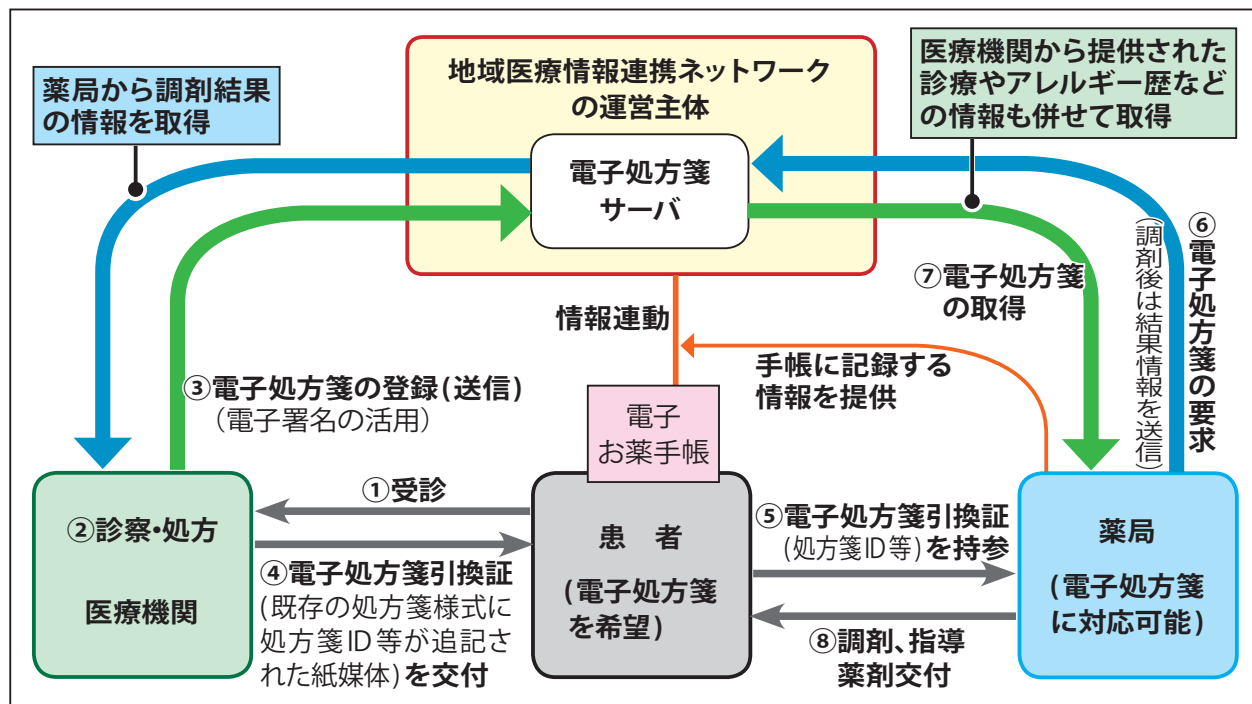 地域医療情報連携ネットワーク
の運営主体
電子処方箋
サーバ
薬局から調剤結果
の情報を取得
医療機関から提供された
診療やアレルギー歴など
の情報も併せて取得
⑥電子処方箋の要求
(調剤後は結果情報を送信)
⑦電子処方箋
の取得
情報連動
手帳に記録する
情報を提供
③電子処方箋の登録(送信)
(電子署名の活用)
電子
お薬手帳
①受診
②診察・処方
医療機関
④電子処方箋引換証
(既存の処方箋様式に
処方箋ID等が追記さ
れた紙媒体)を交付
患 者
(電子処方箋
を希望)
⑤電子処方箋引換証
(処方箋ID等)を持参
⑧調剤、指導
薬剤交付
薬局
(電子処方箋
に対応可能)